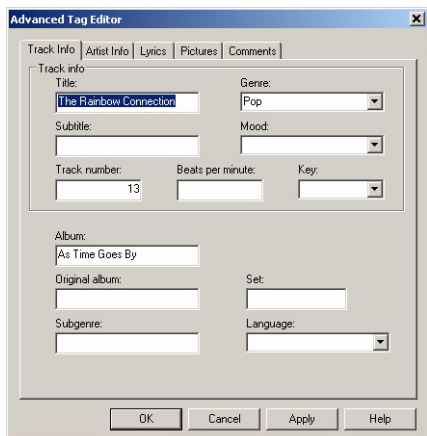 Advanced Tag Editor
Track Info Artist Info Lyrics Pictures Comments
Track info
Title: Genre:
The Rainbow Connection Pop
Subtitle: Mood:
Track number: Beats per minute: Key:
13
Album:
As Time Goes By
Original album: Set:
Subgenre: Language:
OK Cancel Apply Help